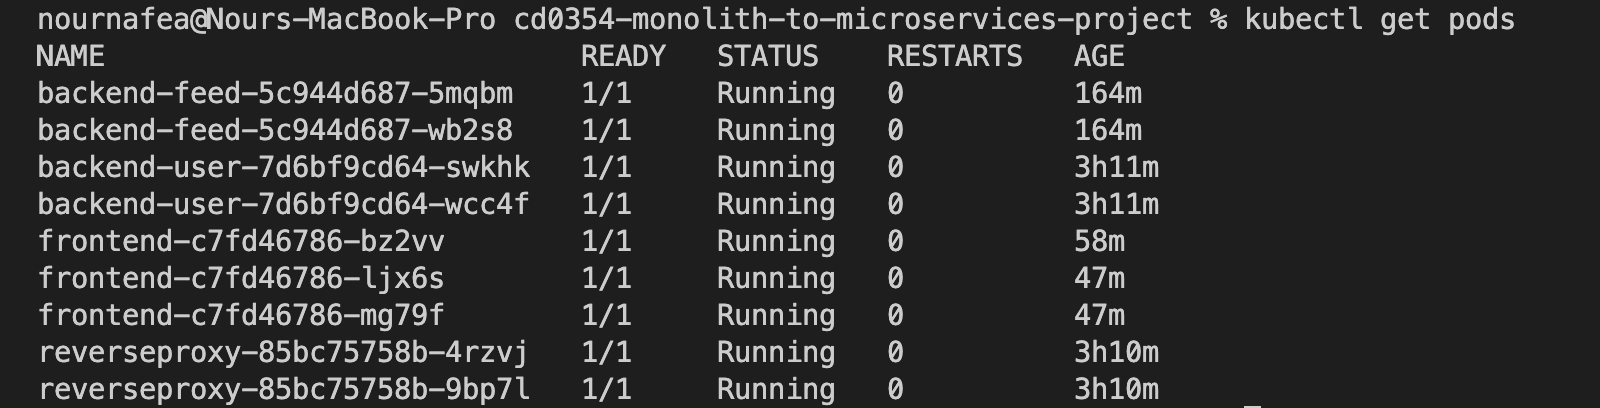 nournafea@Nours-MacBook-Pro cd0354-monolith-to-microservices-project % kubectl get pods
NAME READY STATUS RESTARTS AGE
backend-feed-5c944d687-5mqbm 1/1 Running 0 164m
backend-feed-5c944d687-wb2s8 1/1 Running 0 164m
backend-user-7d6bf9cd64-swkhk 1/1 Running 0 3h11m
backend-user-7d6bf9cd64-wcc4f 1/1 Running 0 3h11m
frontend-c7fd46786-bz2vv 1/1 Running 0 58m
frontend-c7fd46786-ljx6s 1/1 Running 0 47m
frontend-c7fd46786-mg79f 1/1 Running 0 47m
reverseproxy-85bc75758b-4rzvj 1/1 Running 0 3h10m
reverseproxy-85bc75758b-9bp7l 1/1 Running 0 3h10m